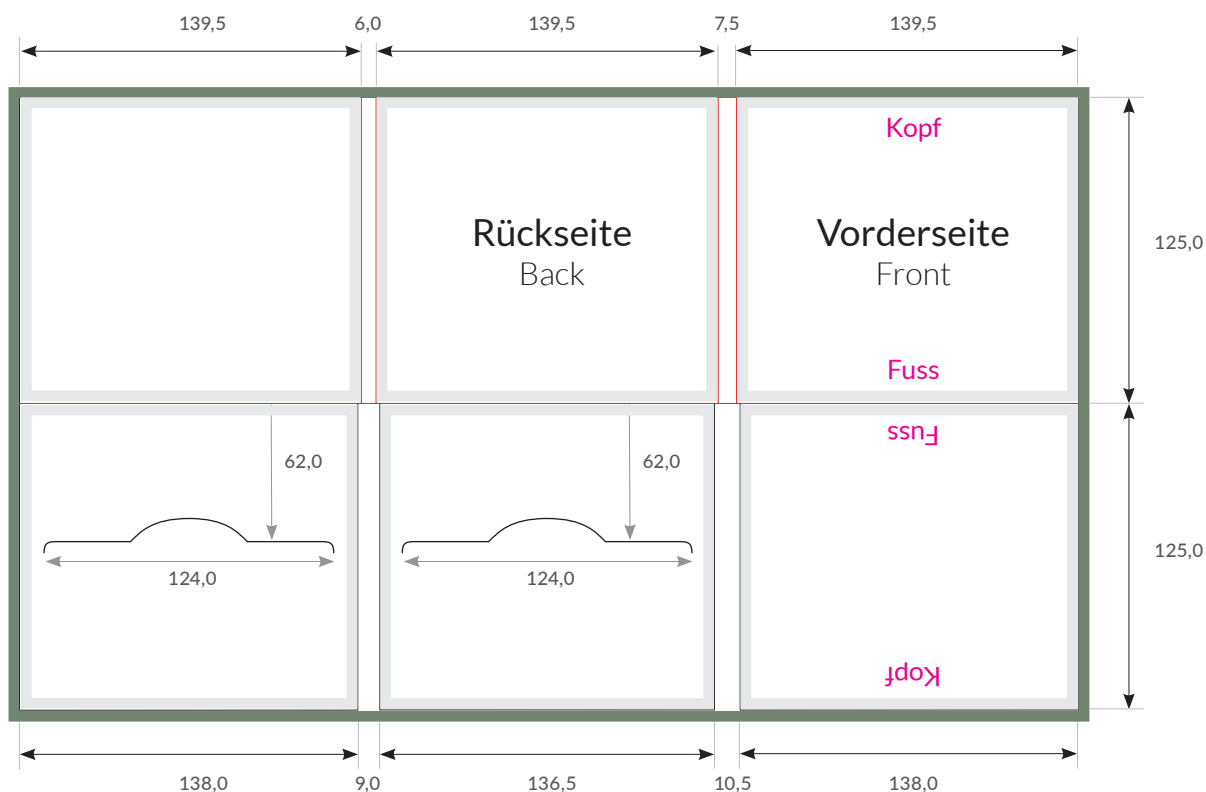 139,5
6,0
139,5
7,5
139,5
Kopf
Rückseite
Back
Vorderseite
Front
125,0
Fuss
Fuss
62,0
62,0
124,0
124,0
125,0
Kopf
138,0
9,0
136,5
10,5
138,0